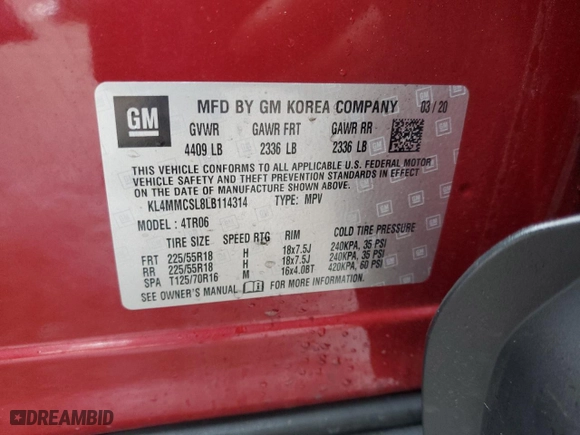 GM MFD BY GM KOREA COMPANY 03/20
GVWR GAWR FRT GAWR RR
4409 LB 2336 LB 2336 LB
THIS VEHICLE CONFORMS TO ALL APPLICABLE U.S. FEDERAL MOTOR
VEHICLE SAFETY AND THEFT PREVENTION STANDARDS IN EFFECT
ON THE DATE OF MANUFACTURE SHOWN ABOVE.
KL4MMCSL8LB114314 TYPE: MPV
MODEL: 4TR06
TIRE SIZE SPEED RTG RIM COLD TIRE PRESSURE
FRT 225/55R18 H 18x7.5J 240KPA, 35 PSI
RR 225/55R18 H 18x7.5J 240KPA, 35 PSI
SPA T125/70R16 M 16x4.0BT 420KPA, 60 PSI
SEE OWNER'S MANUAL FOR MORE INFORMATION.
DREAMBID